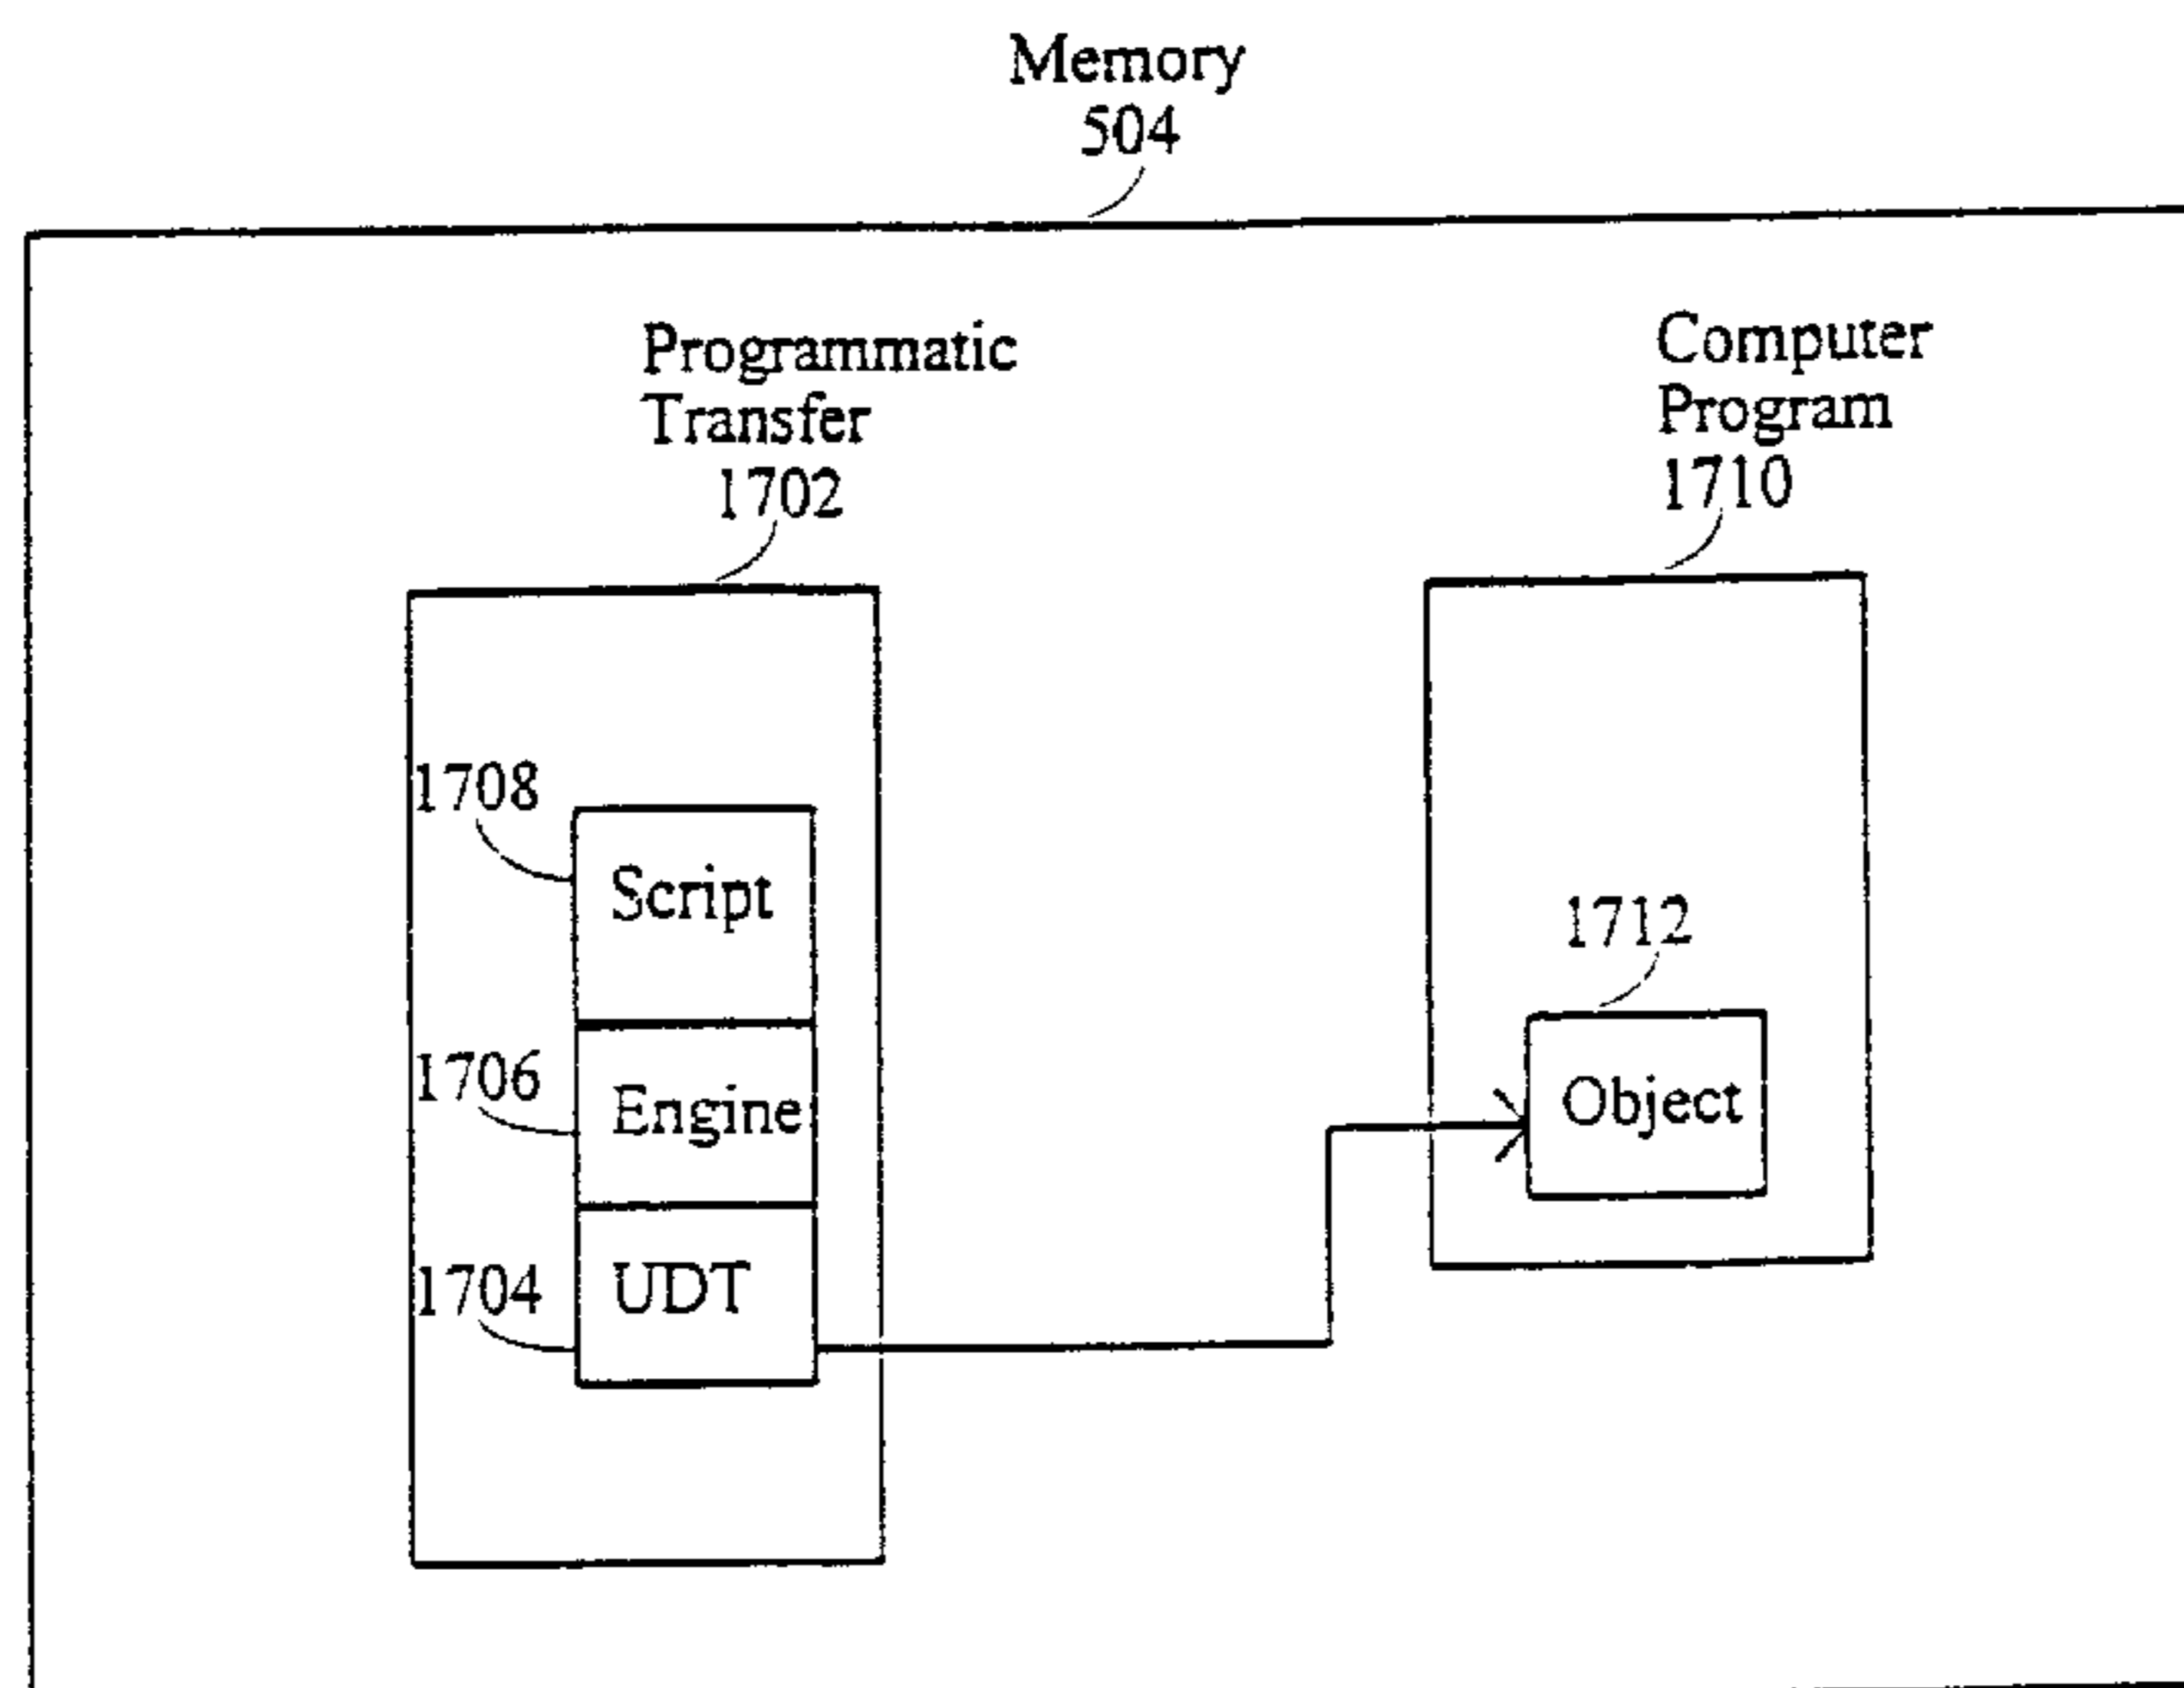 Memory
504
Programmatic
Transfer
1702
Computer
Program
1710
1708
Script
1706
Engine
1704
UDT
1712
Object